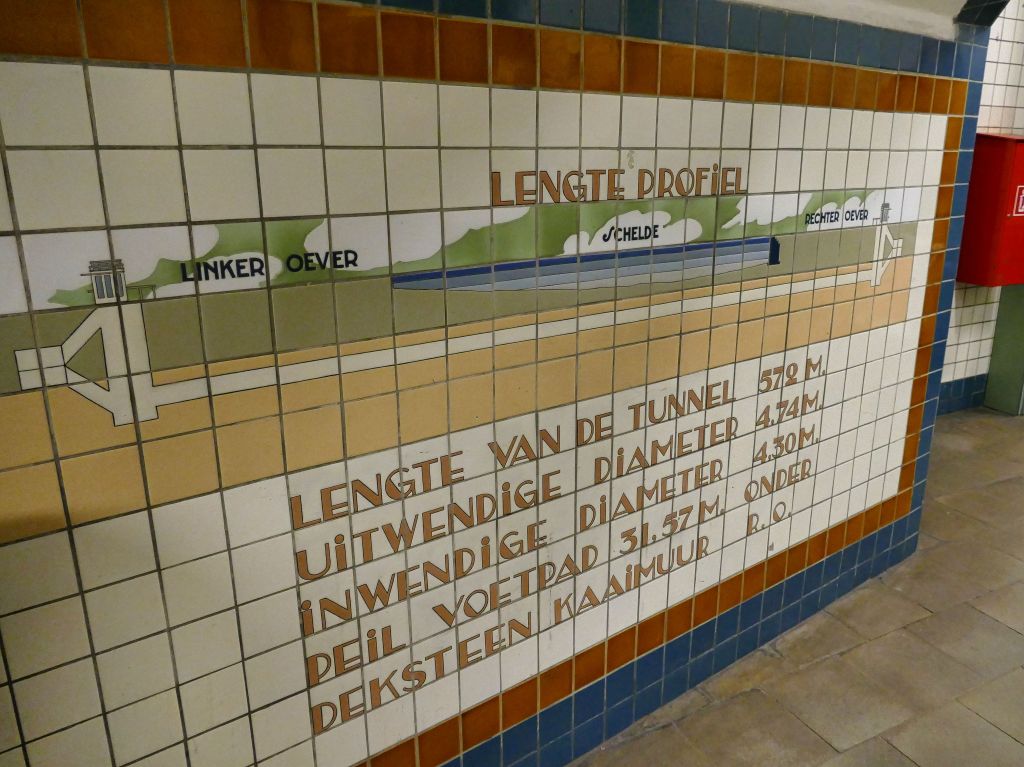 LENGTE PROFIEL
LINKER OEVER
SCHELDE
RECHTER OEVER
LENGTE VAN DE TUNNEL 572 M.
UITWENDIGE DIAMETER 4.74 M.
INWENDIGE DIAMETER 4.30 M.
PEIL VOETPAD 31.57 M. ONDER
DEKSTEEN KAAIMUUR R. O.